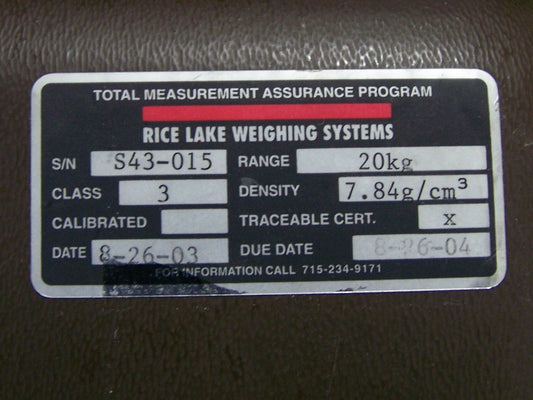 TOTAL MEASUREMENT ASSURANCE PROGRAM
RICE LAKE WEIGHING SYSTEMS
S/N S43-015 RANGE 20kg
CLASS 3 DENSITY 7.84g/cm³
CALIBRATED TRACEABLE CERT. x
DATE 8-26-03 DUE DATE 8-26-04
FOR INFORMATION CALL 715-234-9171